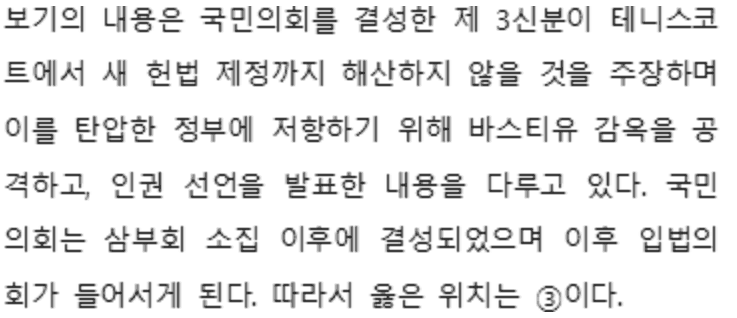 보기의 내용은 국민의회를 결성한 제 3신분이 테니스코
트에서 새 헌법 제정까지 해산하지 않을 것을 주장하며
이를 탄압한 정부에 저항하기 위해 바스티유 감옥을 공
격하고, 인권 선언을 발표한 내용을 다루고 있다. 국민
의회는 삼부회 소집 이후에 결성되었으며 이후 입법의
회가 들어서게 된다. 따라서 옳은 위치는 ③이다.